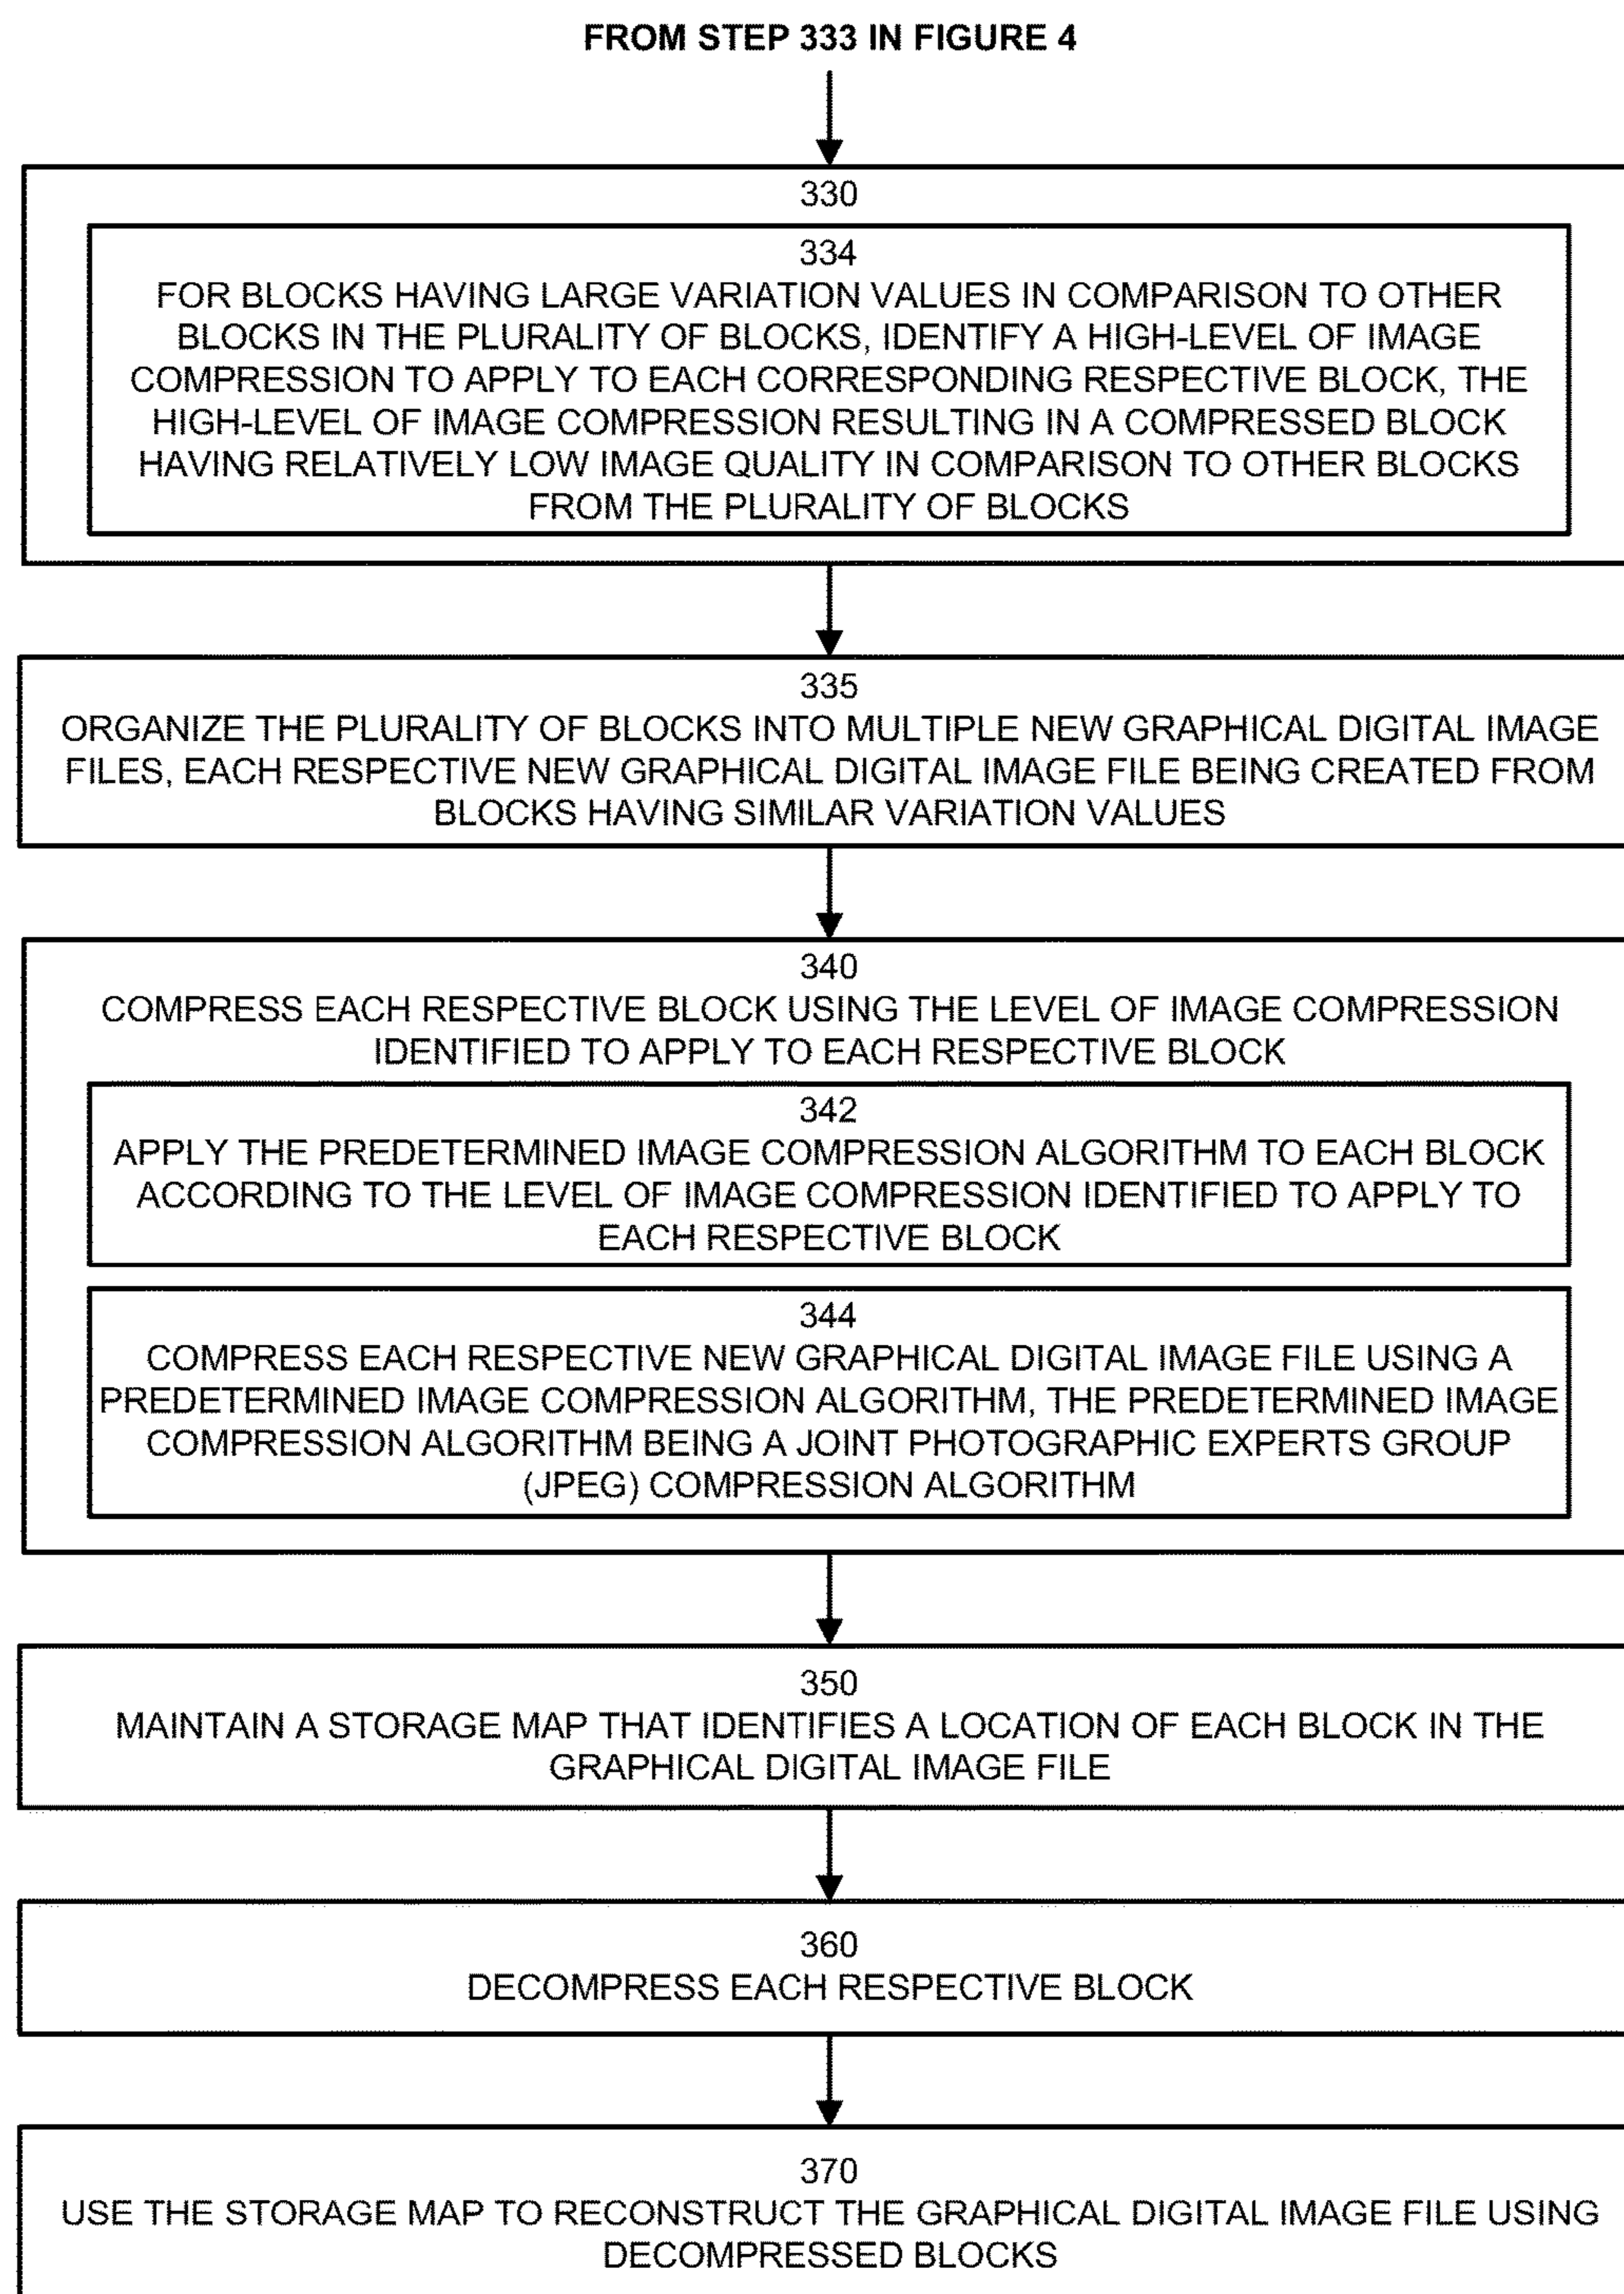 FROM STEP 333 IN FIGURE 4
330
334
FOR BLOCKS HAVING LARGE VARIATION VALUES IN COMPARISON TO OTHER
BLOCKS IN THE PLURALITY OF BLOCKS, IDENTIFY A HIGH-LEVEL OF IMAGE
COMPRESSION TO APPLY TO EACH CORRESPONDING RESPECTIVE BLOCK, THE
HIGH-LEVEL OF IMAGE COMPRESSION RESULTING IN A COMPRESSED BLOCK
HAVING RELATIVELY LOW IMAGE QUALITY IN COMPARISON TO OTHER BLOCKS
FROM THE PLURALITY OF BLOCKS
335
ORGANIZE THE PLURALITY OF BLOCKS INTO MULTIPLE NEW GRAPHICAL DIGITAL IMAGE
FILES, EACH RESPECTIVE NEW GRAPHICAL DIGITAL IMAGE FILE BEING CREATED FROM
BLOCKS HAVING SIMILAR VARIATION VALUES
340
COMPRESS EACH RESPECTIVE BLOCK USING THE LEVEL OF IMAGE COMPRESSION
IDENTIFIED TO APPLY TO EACH RESPECTIVE BLOCK
342
APPLY THE PREDETERMINED IMAGE COMPRESSION ALGORITHM TO EACH BLOCK
ACCORDING TO THE LEVEL OF IMAGE COMPRESSION IDENTIFIED TO APPLY TO
EACH RESPECTIVE BLOCK
344
COMPRESS EACH RESPECTIVE NEW GRAPHICAL DIGITAL IMAGE FILE USING A
PREDETERMINED IMAGE COMPRESSION ALGORITHM, THE PREDETERMINED IMAGE
COMPRESSION ALGORITHM BEING A JOINT PHOTOGRAPHIC EXPERTS GROUP
(JPEG) COMPRESSION ALGORITHM
350
MAINTAIN A STORAGE MAP THAT IDENTIFIES A LOCATION OF EACH BLOCK IN THE
GRAPHICAL DIGITAL IMAGE FILE
360
DECOMPRESS EACH RESPECTIVE BLOCK
370
USE THE STORAGE MAP TO RECONSTRUCT THE GRAPHICAL DIGITAL IMAGE FILE USING
DECOMPRESSED BLOCKS